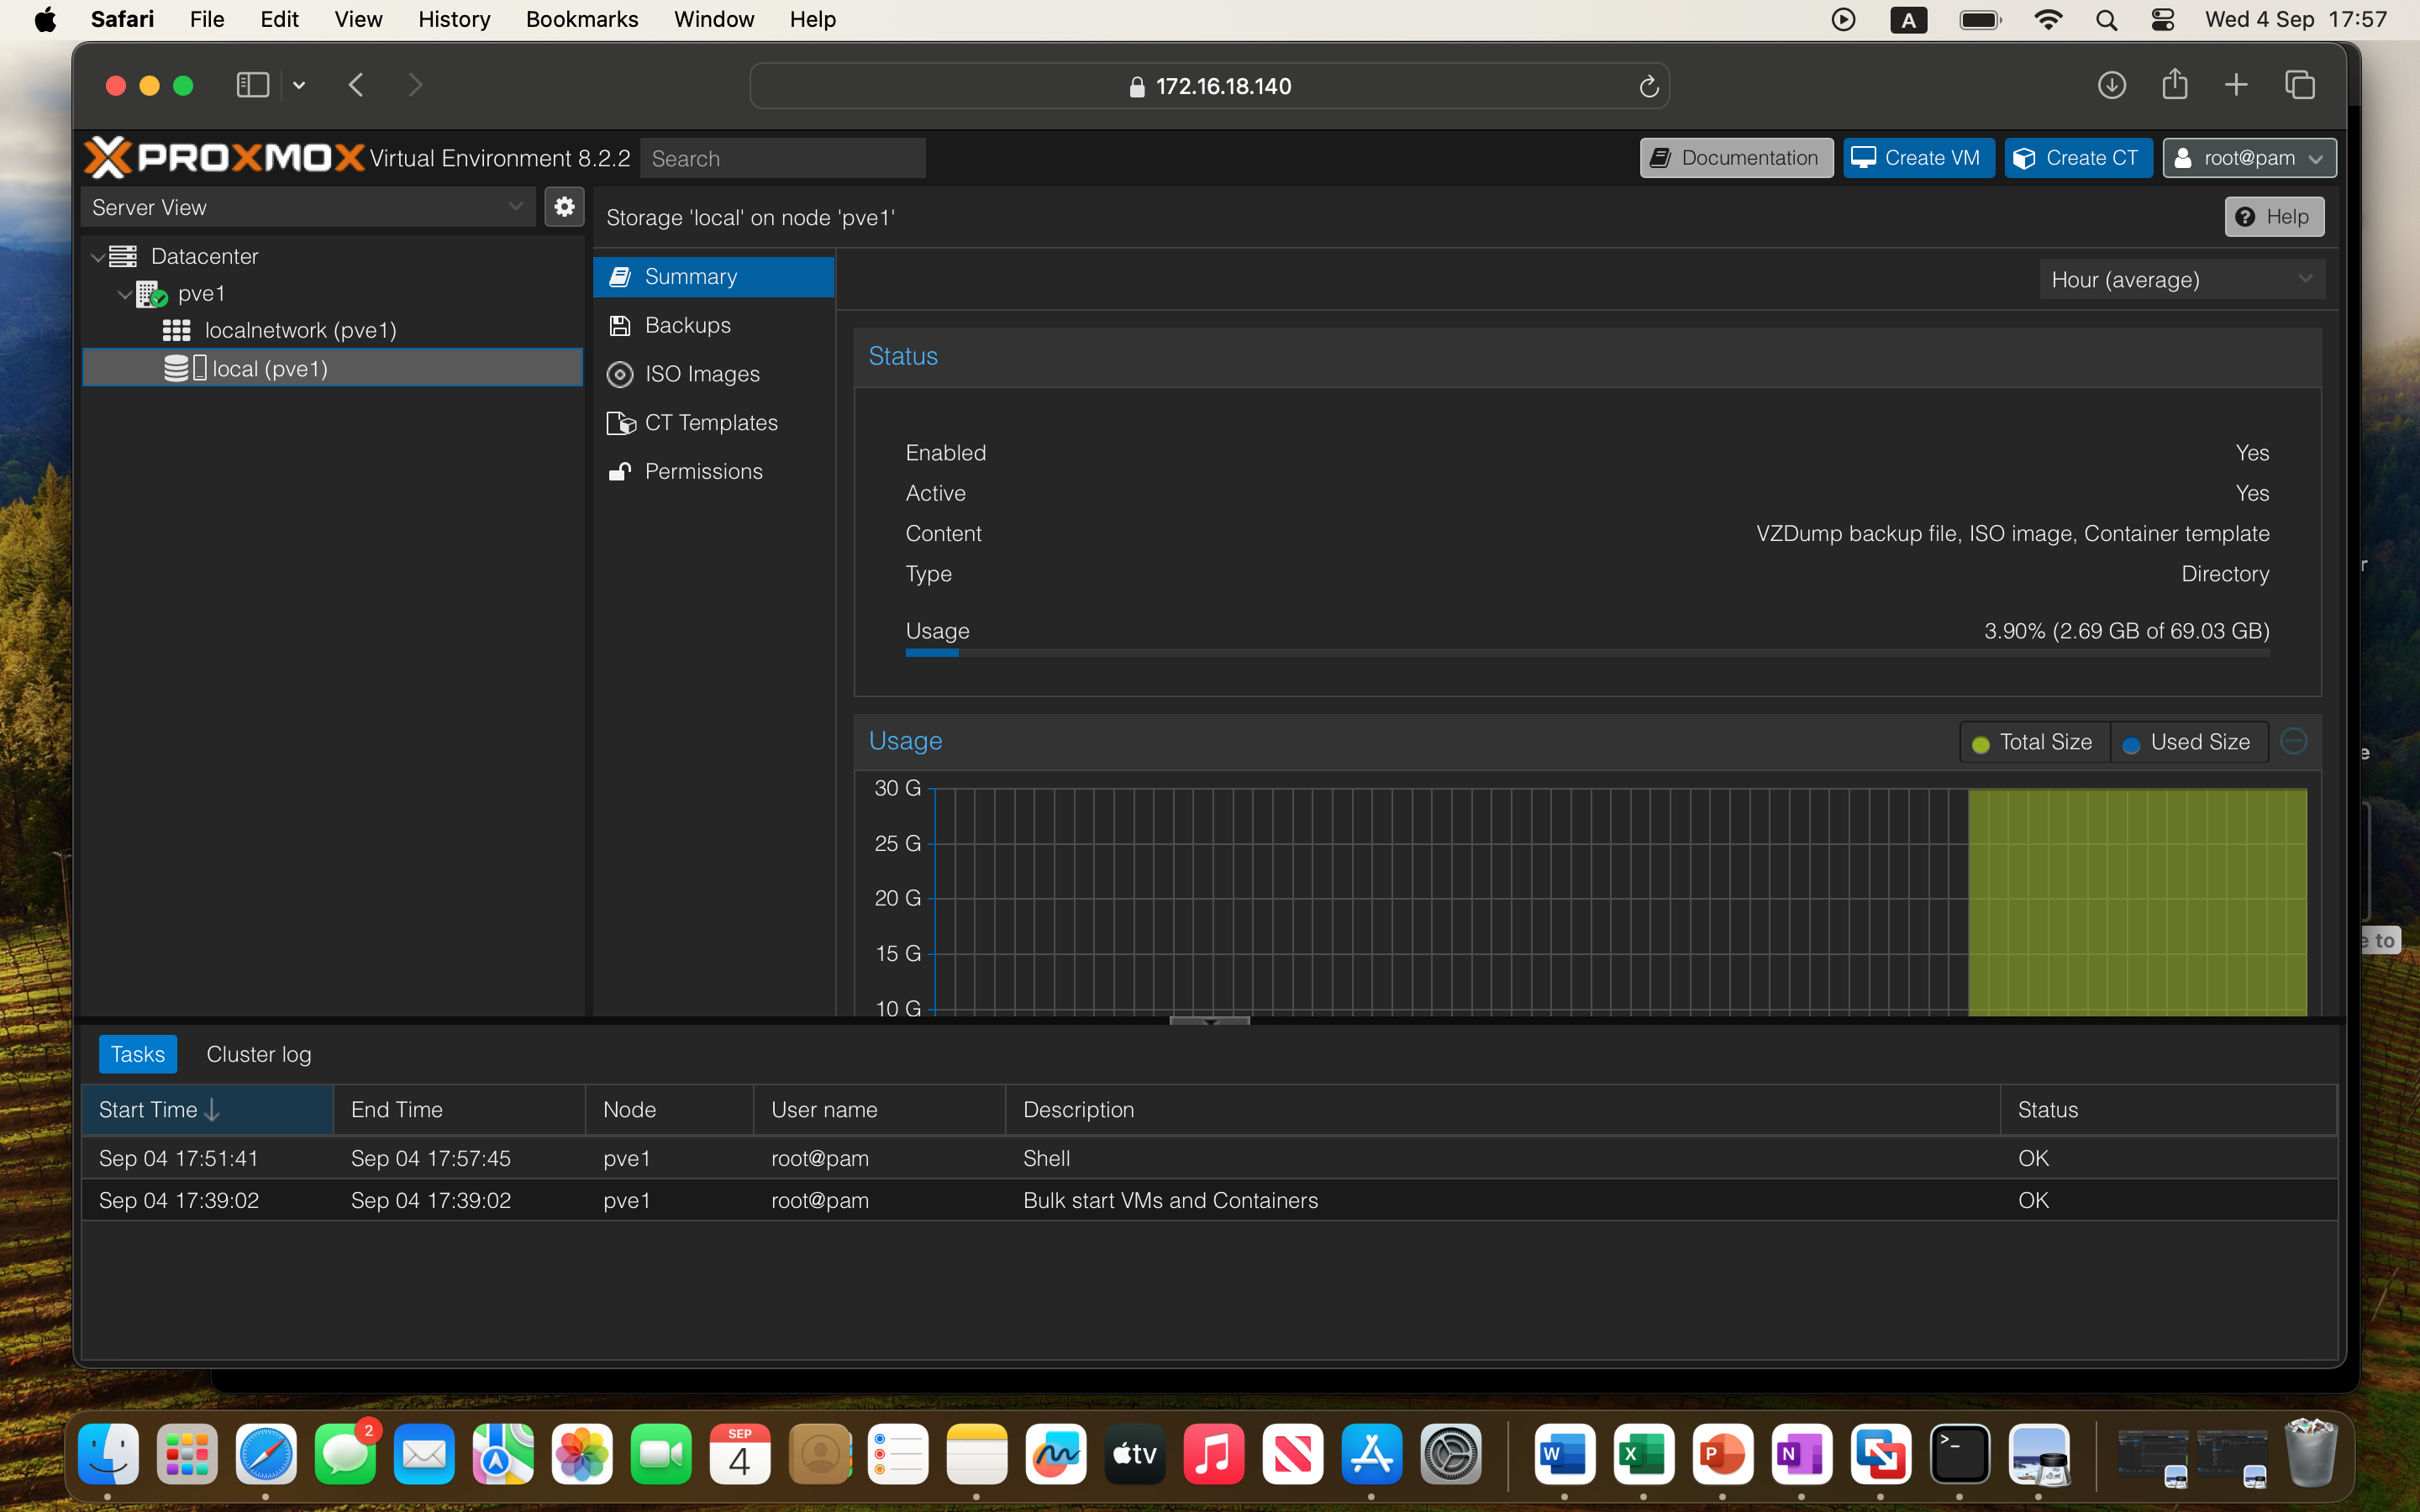 Safari File Edit View History Bookmarks Window Help A Wed 4 Sep 17:57
172.16.18.140
PROXMOX Virtual Environment 8.2.2 Search Documentation Create VM Create CT root@pam
Server View
Storage 'local' on node 'pve1' Help
Datacenter
pve1
localnetwork (pve1)
local (pve1)
Summary
Backups
ISO Images
CT Templates
Permissions
Hour (average)
Status
Enabled Yes
Active Yes
Content VZDump backup file, ISO image, Container template
Type Directory
Usage 3.90% (2.69 GB of 69.03 GB)
Usage Total Size Used Size
30 G
25 G
20 G
15 G
10 G
e to
Tasks Cluster log
Start Time End Time Node User name Description Status
Sep 04 17:51:41 Sep 04 17:57:45 pve1 root@pam Shell OK
Sep 04 17:39:02 Sep 04 17:39:02 pve1 root@pam Bulk start VMs and Containers OK
2
SEP
4
tv
W
X
P
N
>_